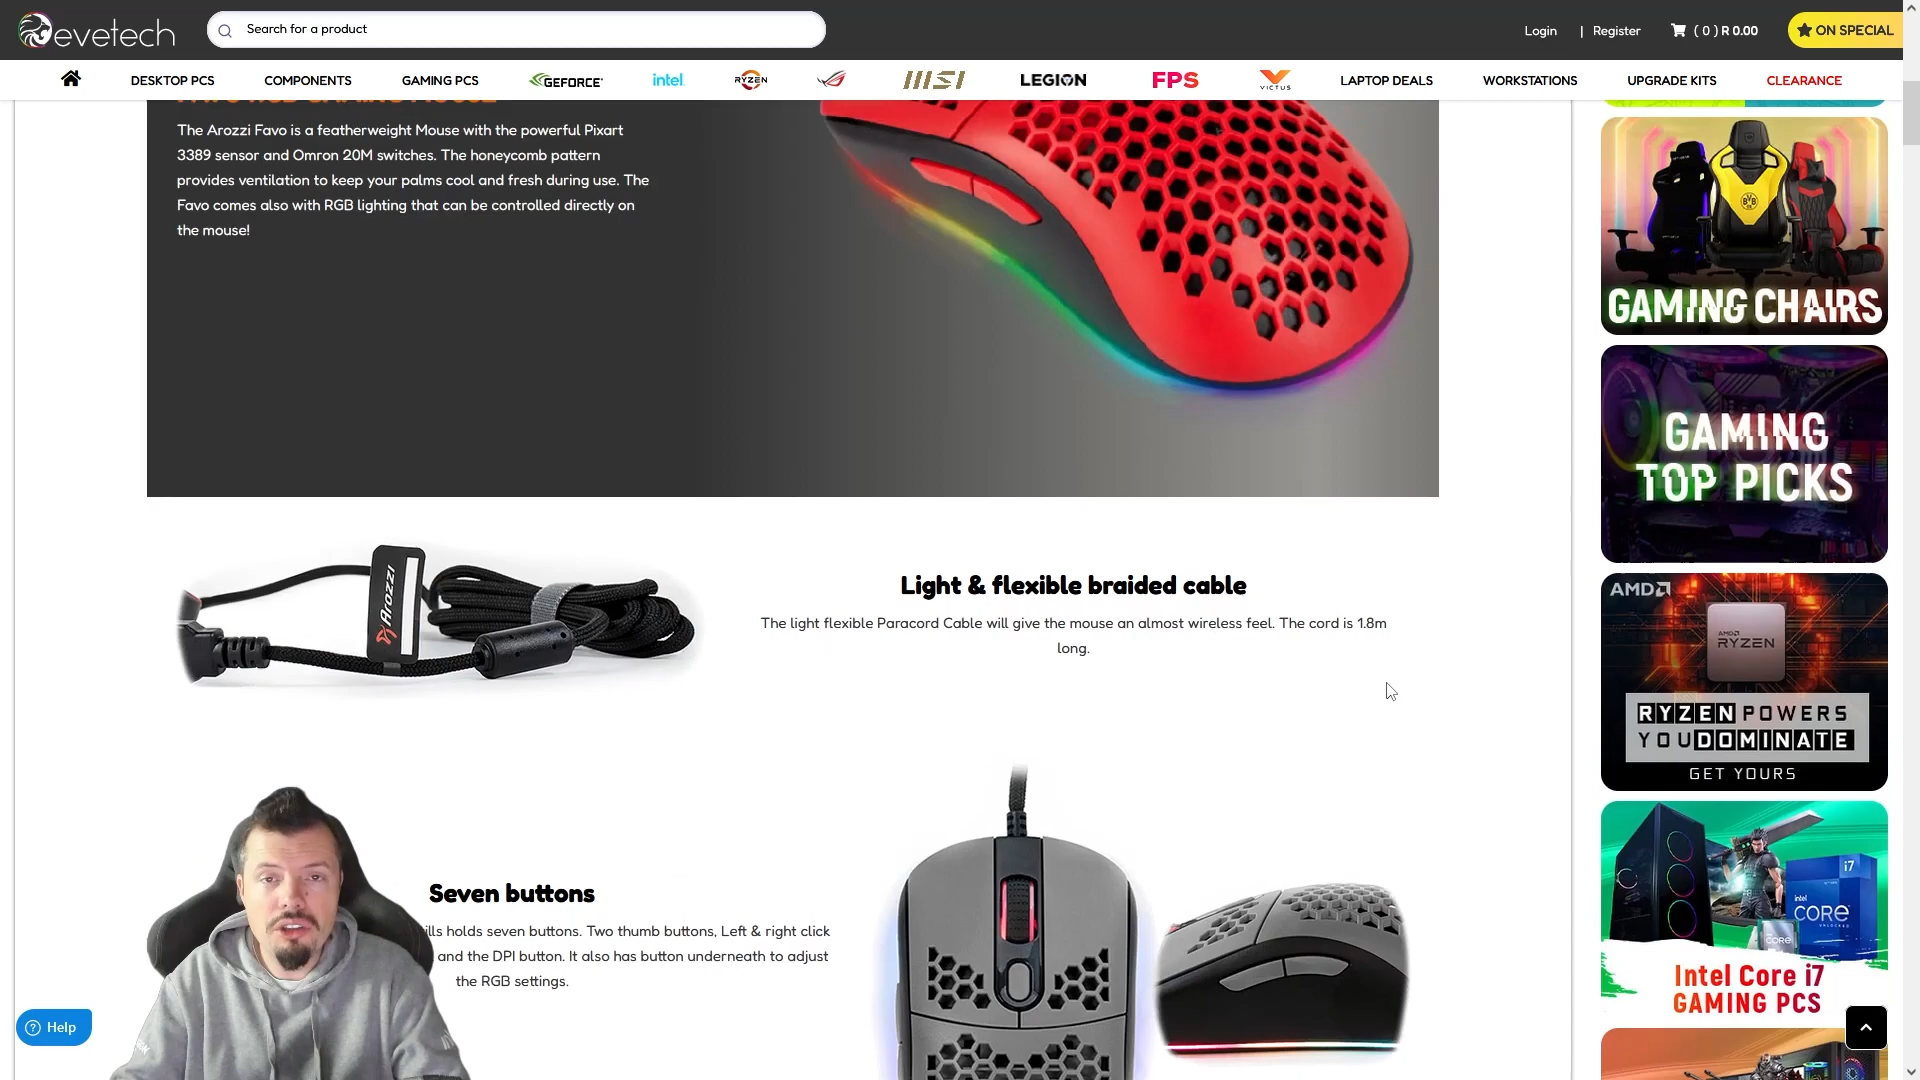 evetech
Search for a product
Login | Register
( 0 ) R 0.00
ON SPECIAL
DESKTOP PCS
COMPONENTS
GAMING PCS
GEFORCE
intel
RYZEN
MSI
LEGION
FPS
VICTUS
LAPTOP DEALS
WORKSTATIONS
UPGRADE KITS
CLEARANCE
The Arozzi Favo is a featherweight Mouse with the powerful Pixart
3389 sensor and Omron 20M switches. The honeycomb pattern
provides ventilation to keep your palms cool and fresh during use. The
Favo comes also with RGB lighting that can be controlled directly on
the mouse!
Arozzi
Light & flexible braided cable
The light flexible Paracord Cable will give the mouse an almost wireless feel. The cord is 1.8m
long.
Seven buttons
ills holds seven buttons. Two thumb buttons, Left & right click
and the DPI button. It also has button underneath to adjust
the RGB settings.
Help
GAMING CHAIRS
GAMING
TOP PICKS
AMD
AMD
RYZEN
RYZEN POWERS
YOU DOMINATE
GET YOURS
i7
intel
CORE
UNLOCKED
CORE
Intel Core i7
GAMING PCS